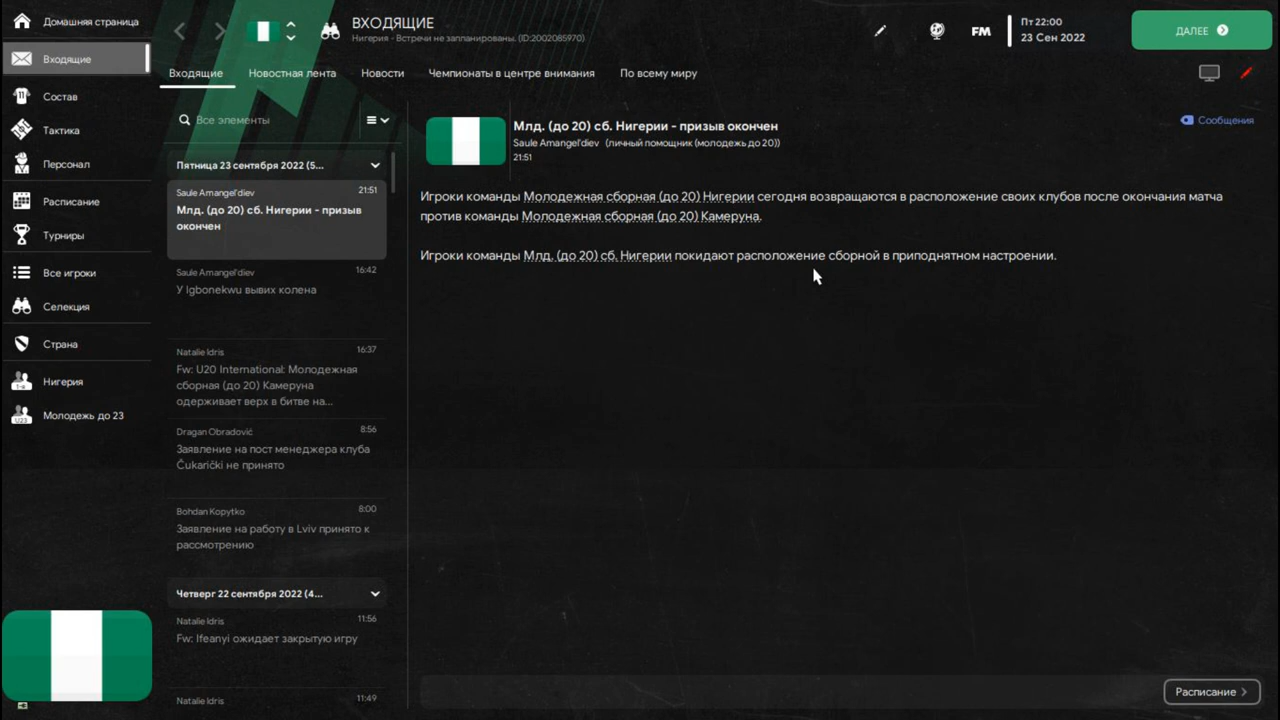 Домашняя страница
Входящие
Состав
Тактика
Персонал
Расписание
Турниры
Все игроки
Селекция
Страна
Нигерия
Молодежь до 23
ВХОДЯЩИЕ
Нигерия - Встречи не запланированы. (ID:2002085970)
FM
Пт 22:00
23 Сен 2022
ДАЛЕЕ
Входящие
Новостная лента
Новости
Чемпионаты в центре внимания
По всему миру
Все элементы
Пятница 23 сентября 2022 (5...
Saule Amangel'diev 21:51
Млд. (до 20) сб. Нигерии - призыв
окончен
Saule Amangel'diev 16:42
У Igbonekwu вывих колена
Natalie Idris 16:37
Fw: U20 International: Молодежная
сборная (до 20) Камеруна
одерживает верх в битве на...
Dragan Obradović 8:56
Заявление на пост менеджера клуба
Čukarički не принято
Bohdan Kopytko 8:00
Заявление на работу в Lviv принято к
рассмотрению
Четверг 22 сентября 2022 (4...
Natalie Idris 11:56
Fw: Ifeanyi ожидает закрытую игру
Natalie Idris 11:49
Млд. (до 20) сб. Нигерии - призыв окончен
Saule Amangel'diev (личный помощник (молодежь до 20))
21:51
Сообщения
Игроки команды Молодежная сборная (до 20) Нигерии сегодня возвращаются в расположение своих клубов после окончания матча
против команды Молодежная сборная (до 20) Камеруна.
Игроки команды Млд. (до 20) сб. Нигерии покидают расположение сборной в приподнятном настроении.
Расписание